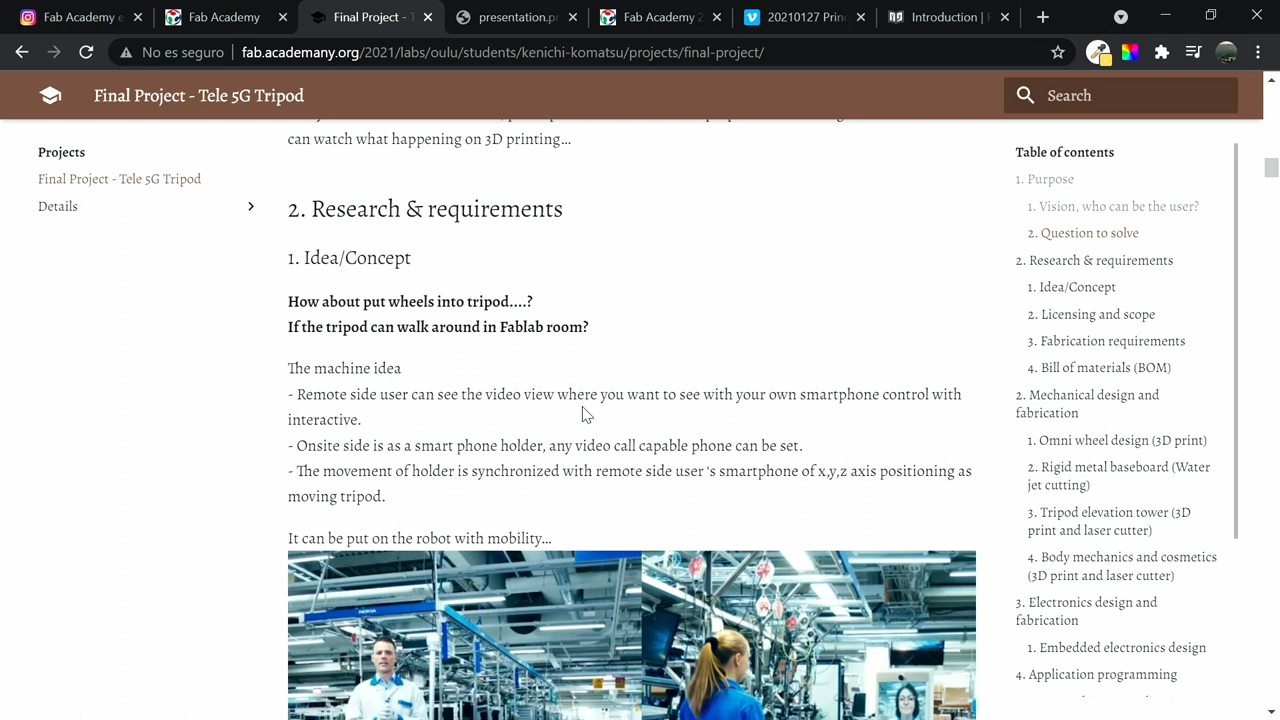 Fab Academy e
Fab Academy
Final Project - T
presentation.pr
Fab Academy 2
20210127 Princ
Introduction | F
No es seguro | fab.academany.org/2021/labs/oulu/students/kenichi-komatsu/projects/final-project/
Final Project - Tele 5G Tripod
Search
can watch what happening on 3D printing...
Projects
Final Project - Tele 5G Tripod
Details
2. Research & requirements
1. Idea/Concept
How about put wheels into tripod....?
If the tripod can walk around in Fablab room?
The machine idea
- Remote side user can see the video view where you want to see with your own smartphone control with
interactive.
- Onsite side is as a smart phone holder, any video call capable phone can be set.
- The movement of holder is synchronized with remote side user ‘s smartphone of x,y,z axis positioning as
moving tripod.
It can be put on the robot with mobility...
NOKIA
Table of contents
1. Purpose
1. Vision, who can be the user?
2. Question to solve
2. Research & requirements
1. Idea/Concept
2. Licensing and scope
3. Fabrication requirements
4. Bill of materials (BOM)
2. Mechanical design and
fabrication
1. Omni wheel design (3D print)
2. Rigid metal baseboard (Water
jet cutting)
3. Tripod elevation tower (3D
print and laser cutter)
4. Body mechanics and cosmetics
(3D print and laser cutter)
3. Electronics design and
fabrication
1. Embedded electronics design
4. Application programming